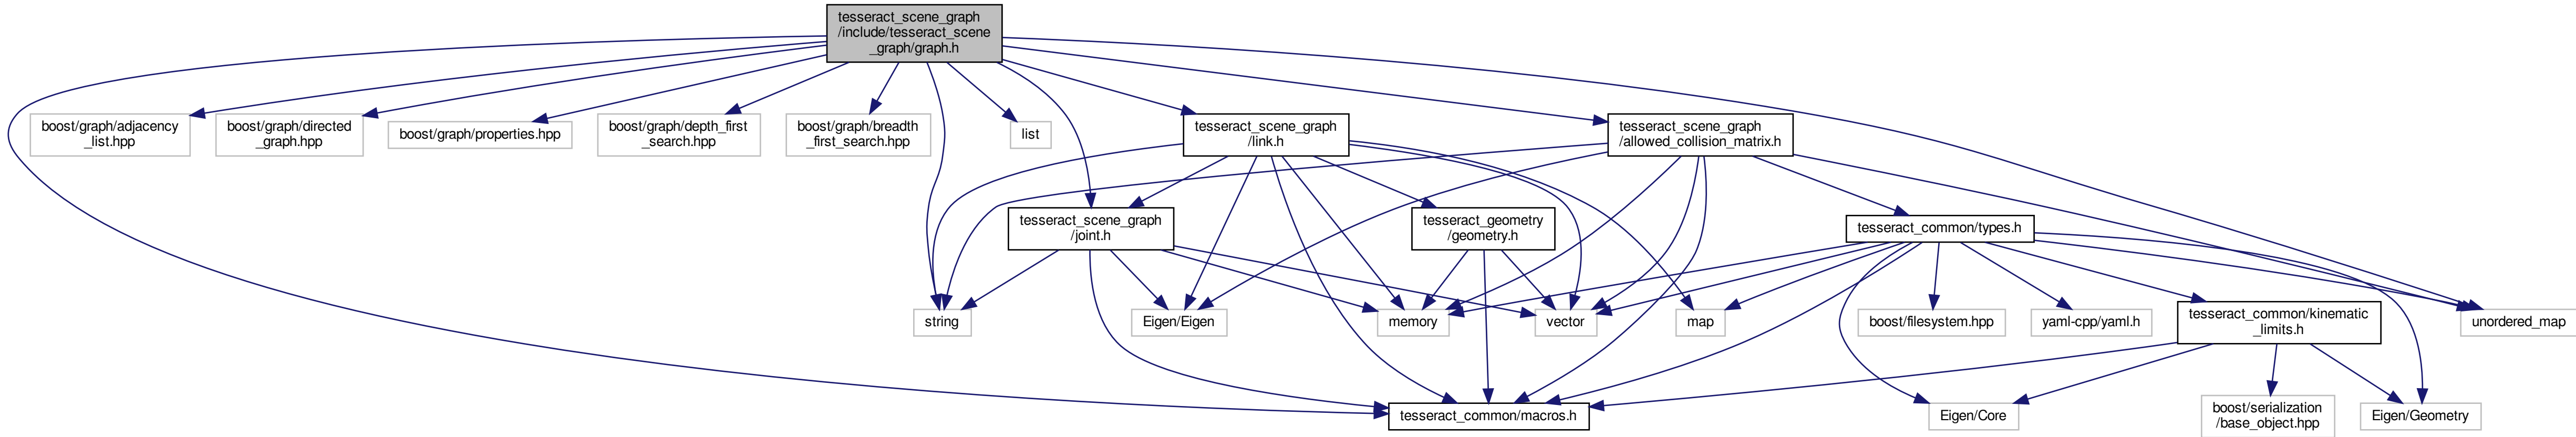 tesseract_scene_graph
/include/tesseract_scene
_graph/graph.h
boost/graph/adjacency
_list.hpp
boost/graph/directed
_graph.hpp
boost/graph/properties.hpp
boost/graph/depth_first
_search.hpp
boost/graph/breadth
_first_search.hpp
list
tesseract_scene_graph
/link.h
tesseract_scene_graph
/allowed_collision_matrix.h
tesseract_scene_graph
/joint.h
tesseract_geometry
/geometry.h
tesseract_common/types.h
string
Eigen/Eigen
memory
vector
map
boost/filesystem.hpp
yaml-cpp/yaml.h
tesseract_common/kinematic
_limits.h
unordered_map
tesseract_common/macros.h
Eigen/Core
boost/serialization
/base_object.hpp
Eigen/Geometry